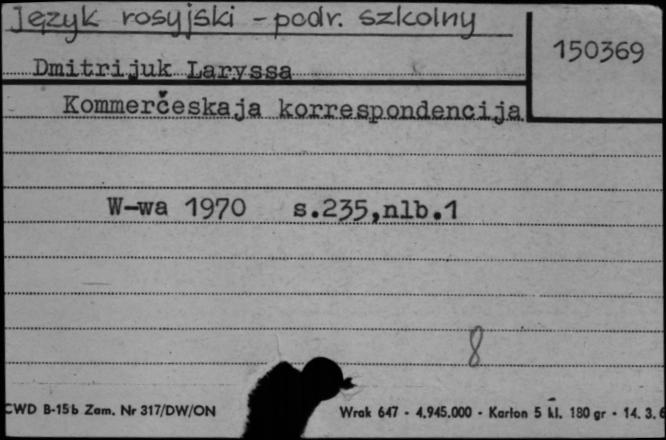 Język rosyjski - podr. szkolny
150369
Dmitrijuk Laryssa
Kommerčeskaja korrespondencija
W-wa 1970 s.235,nlb.1
8
CWD B-15b Zam. Nr 317/DW/ON
Wrak 647 - 4.945.000 - Karton 5 kl. 180 gr - 14. 3. 6